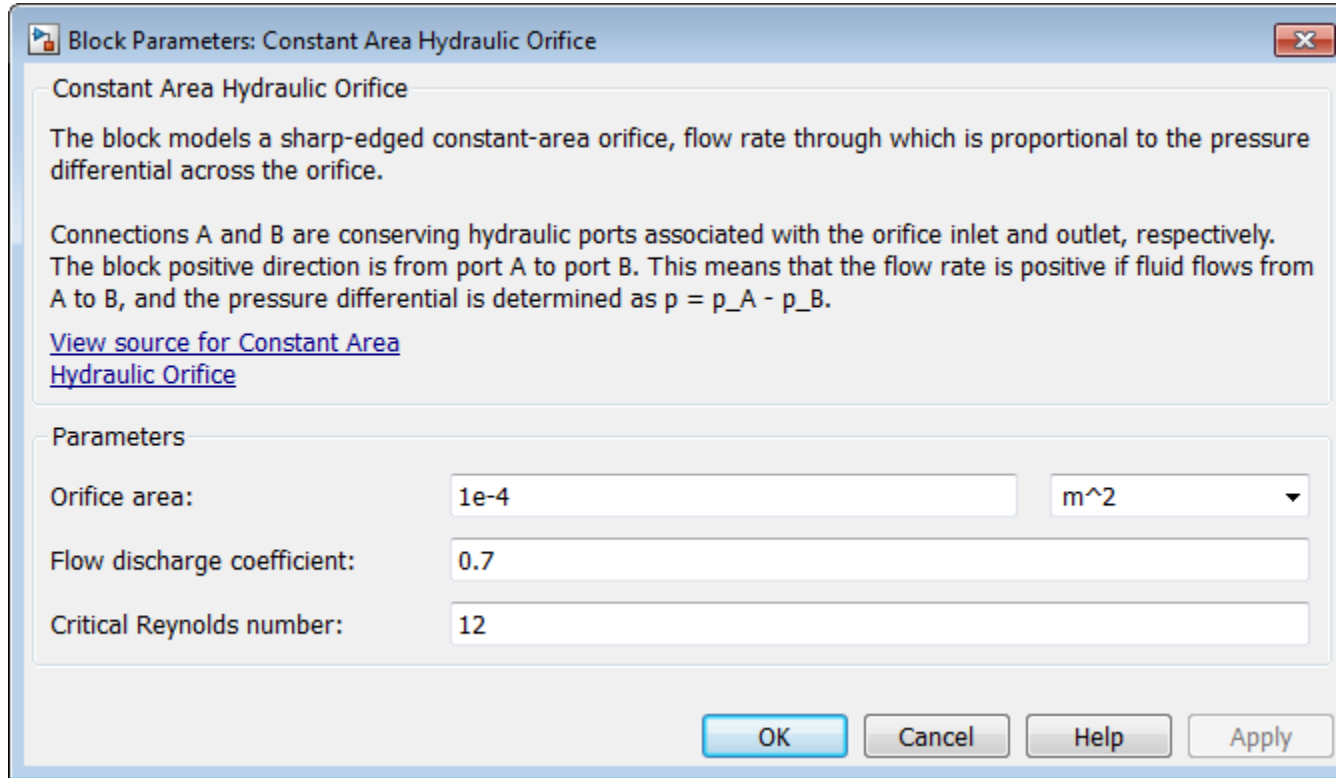 Block Parameters: Constant Area Hydraulic Orifice
Constant Area Hydraulic Orifice
The block models a sharp-edged constant-area orifice, flow rate through which is proportional to the pressure
differential across the orifice.
Connections A and B are conserving hydraulic ports associated with the orifice inlet and outlet, respectively.
The block positive direction is from port A to port B. This means that the flow rate is positive if fluid flows from
A to B, and the pressure differential is determined as p = p_A - p_B.
View source for Constant Area
Hydraulic Orifice
Parameters
Orifice area: 1e-4 m^2
Flow discharge coefficient: 0.7
Critical Reynolds number: 12
OK Cancel Help Apply